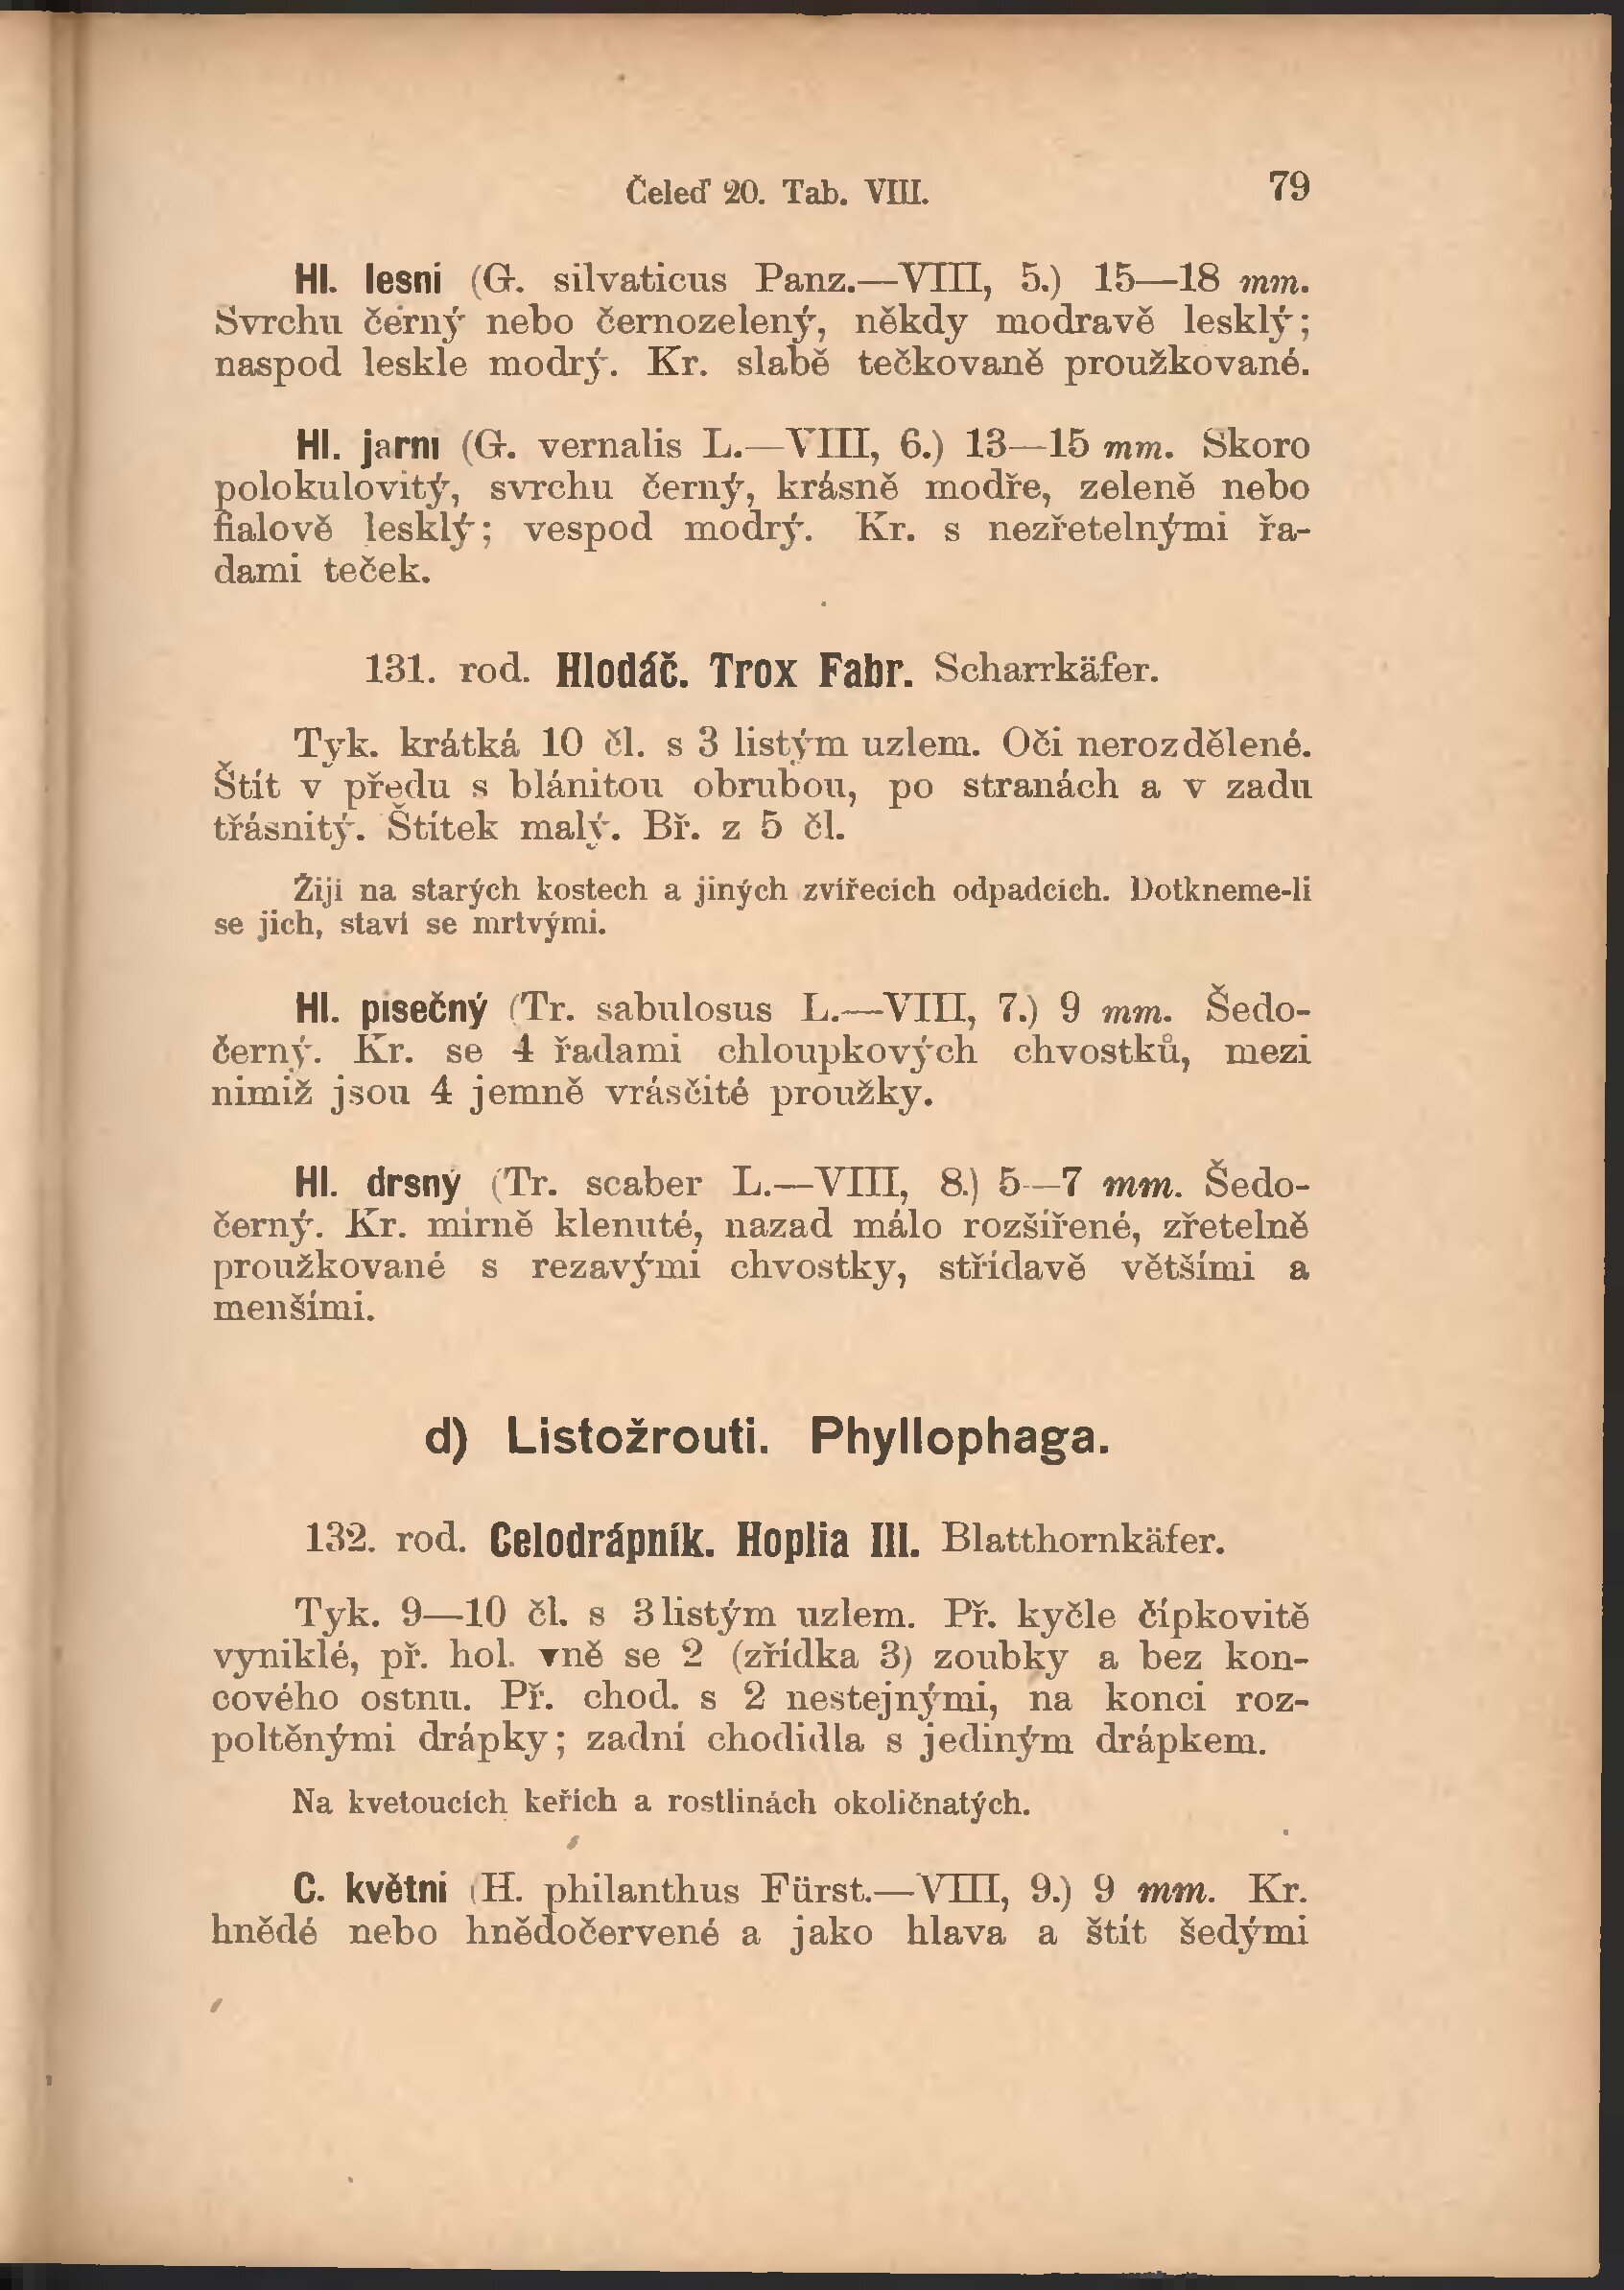 Čeleď 20. Tab. VIII.
79
Hl. lesní (G. silvaticus Panz.—VIII, 5.) 15—18 mm.
Svrchu černý nebo černozelený, někdy modravě lesklý;
naspod leskle modrý. Kr. slabě tečkovaně proužkované.
Hl. jarní (G. vernalis L.—VIII, 6.) 13—15 mm. Skoro
polokulovitý, svrchu černý, krásně modře, zeleně nebo
fialově lesklý; vespod modrý. Kr. s nezřetelnými řa-
dami teček.
131. rod. Hlodáč. Trox Fabr. Scharrkäfer.
Tyk. krátká 10 čl. s 3 listým uzlem. Oči nerozdělené.
Štít v předu s blánitou obrubou, po stranách a v zadu
třásnitý. Štítek malý. Bř. z 5 čl.
Žijí na starých kostech a jiných zvířecích odpadcích. Dotkneme-li
se jich, staví se mrtvými.
Hl. písečný (Tr. sabulosus L.—VIII, 7.) 9 mm. Šedo-
černý. Kr. se 4 řadami chloupkových chvostků, mezi
nimiž jsou 4 jemně vrásčité proužky.
Hl. drsný (Tr. scaber L.—VIII, 8.) 5—7 mm. Šedo-
černý. Kr. mírně klenuté, nazad málo rozšířené, zřetelně
proužkované s rezavými chvostky, střídavě většími a
menšími.
d) Listožrouti. Phyllophaga.
132. rod. Celodrápník. Hoplia Ill. Blatthornkäfer.
Tyk. 9—10 čl. s 3listým uzlem. Př. kyčle čípkovitě
vyniklé, př. hol. vně se 2 (zřídka 3) zoubky a bez kon-
cového ostnu. Př. chod. s 2 nestejnými, na konci roz-
poltěnými drápky; zadní chodidla s jediným drápkem.
Na kvetoucích keřích a rostlinách okoličnatých.
C. květní (H. philanthus Fürst.—VIII, 9.) 9 mm. Kr.
hnědé nebo hnědočervené a jako hlava a štít šedými